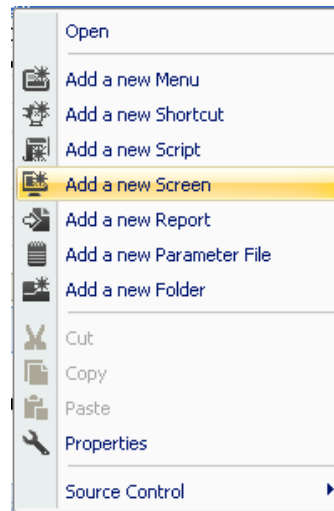 Open
Add a new Menu
Add a new Shortcut
Add a new Script
Add a new Screen
Add a new Report
Add a new Parameter File
Add a new Folder
Cut
Copy
Paste
Properties
Source Control